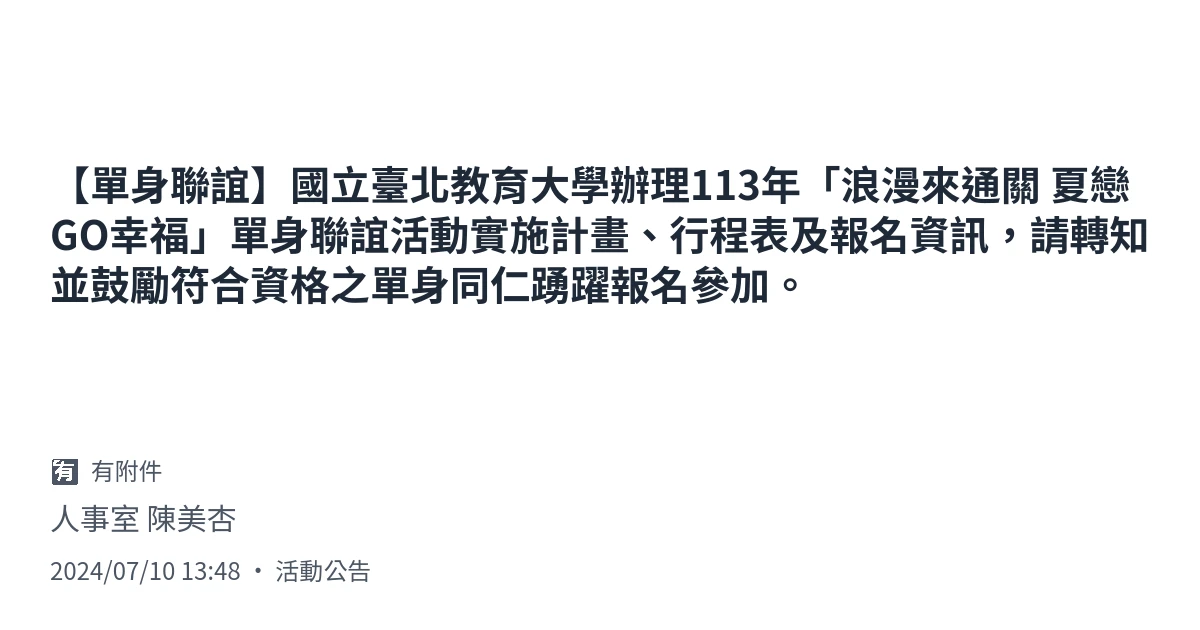 【單身聯誼】國立臺北教育大學辦理113年「浪漫來通關 夏戀
GO幸福」單身聯誼活動實施計畫、行程表及報名資訊，請轉知
並鼓勵符合資格之單身同仁踴躍報名參加。
有 有附件
人事室 陳美杏
2024/07/10 13:48 • 活動公告